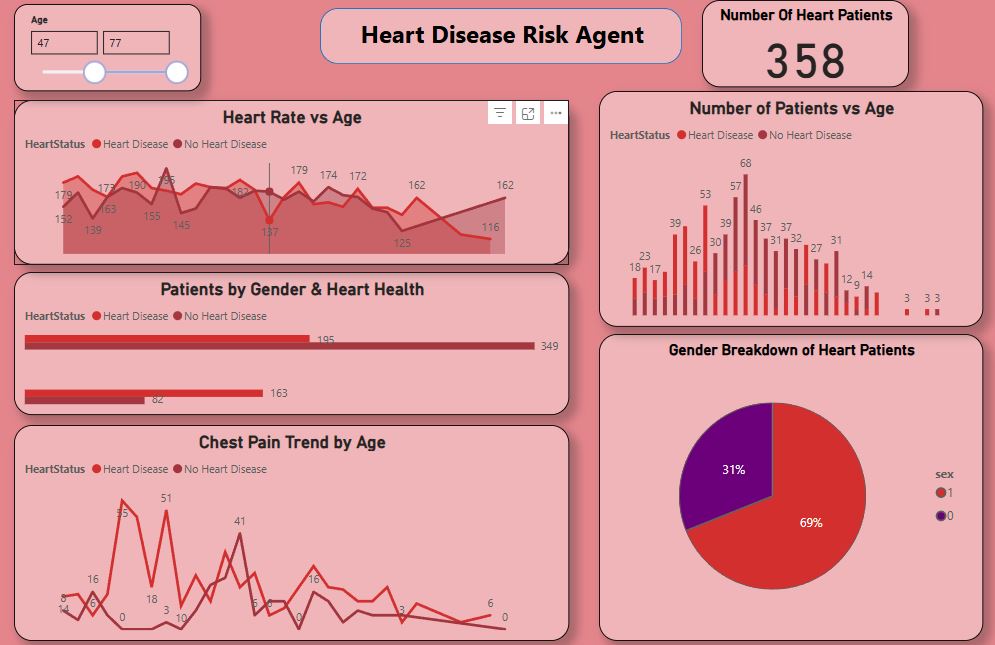 Age
47 77
Heart Disease Risk Agent
Number Of Heart Patients
358
Heart Rate vs Age
HeartStatus Heart Disease No Heart Disease
179 173 190 195 182 179 174 172 162 162
152 139 163 155 145 137 125 116
Number of Patients vs Age
HeartStatus Heart Disease No Heart Disease
18 23 17 39 26 53 30 39 57 68 46 37 31 37 32 27 31 12 9 14 3 3 3
Patients by Gender & Heart Health
HeartStatus Heart Disease No Heart Disease
195
349
163
82
Chest Pain Trend by Age
HeartStatus Heart Disease No Heart Disease
8 14 16 6 55 0 18 51 3 10 41 0 16 3 6 0
Gender Breakdown of Heart Patients
31%
69%
sex
1
0